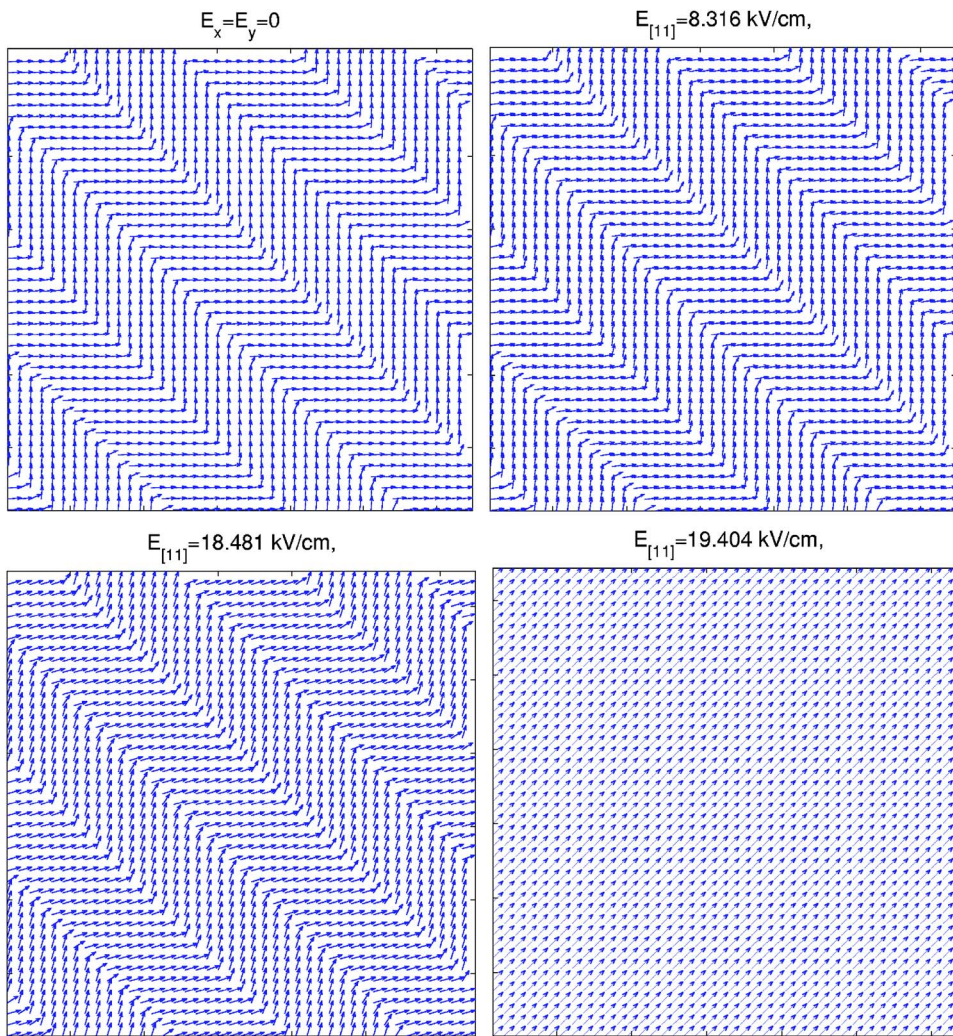 E_x=E_y=0
E_[11]=8.316 kV/cm,
E_[11]=18.481 kV/cm,
E_[11]=19.404 kV/cm,